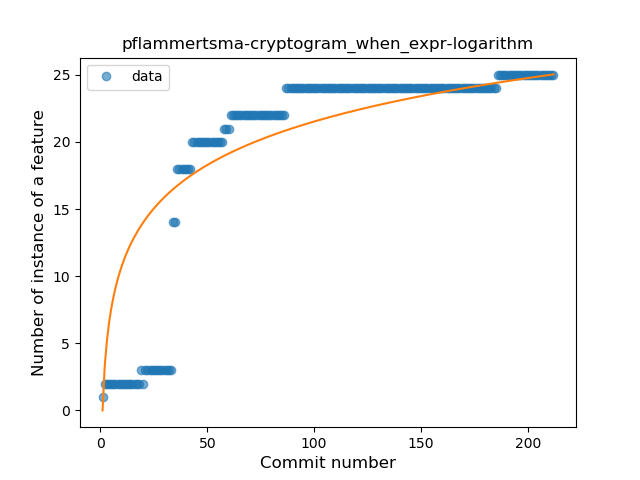 pflammertsma-cryptogram_when_expr-logarithm
data
Number of instance of a feature
25
20
15
10
5
0
0 50 100 150 200
Commit number